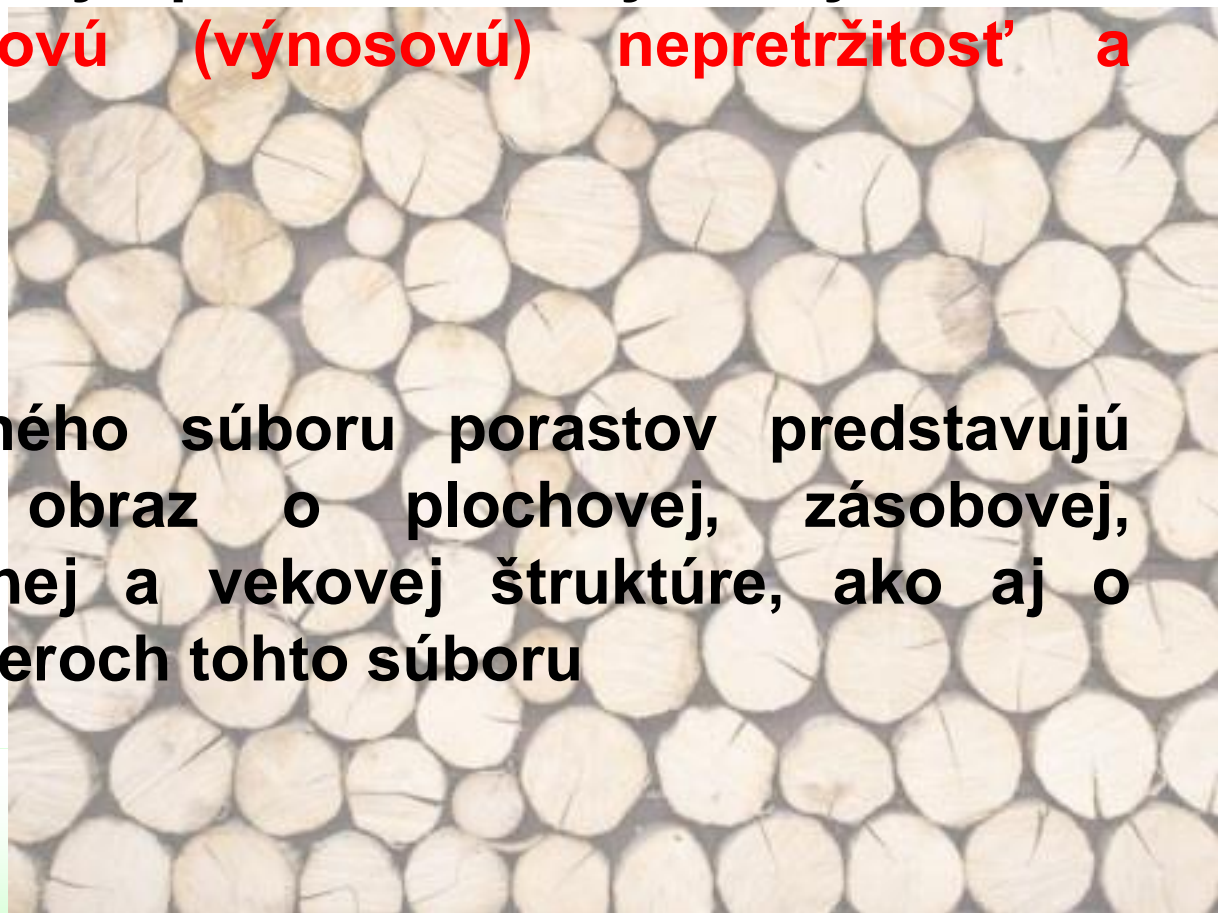 ovú (výnosovú) nepretržitosť a
ného súboru porastov predstavujú
obraz o plochovej, zásobovej,
nej a vekovej štruktúre, ako aj o
eroch tohto súboru